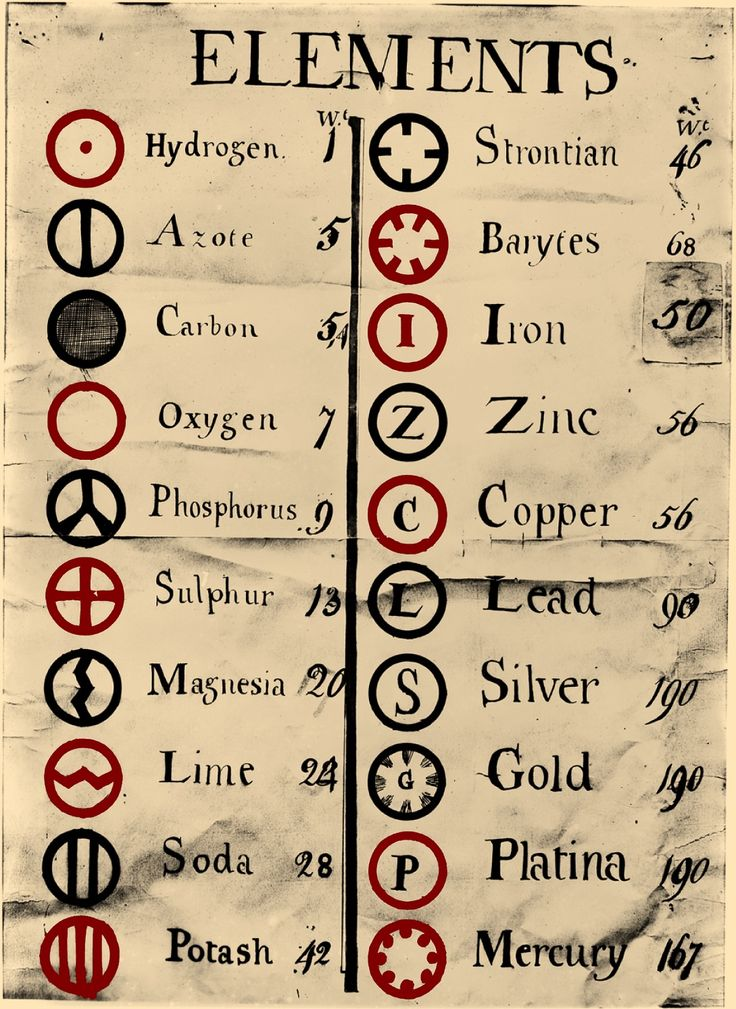 ELEMENTS
W.t
Hydrogen. 1
Azote 5
Carbon 5,4
Oxygen 7
Phosphorus 9
Sulphur 13
Magnesia 20
Lime 24
Soda 28
Potash 42
W.t
Strontian 46
Barytes 68
I Iron 50
Z Zinc 56
C Copper 56
L Lead 90
S Silver 190
G Gold 190
P Platina 190
Mercury 167